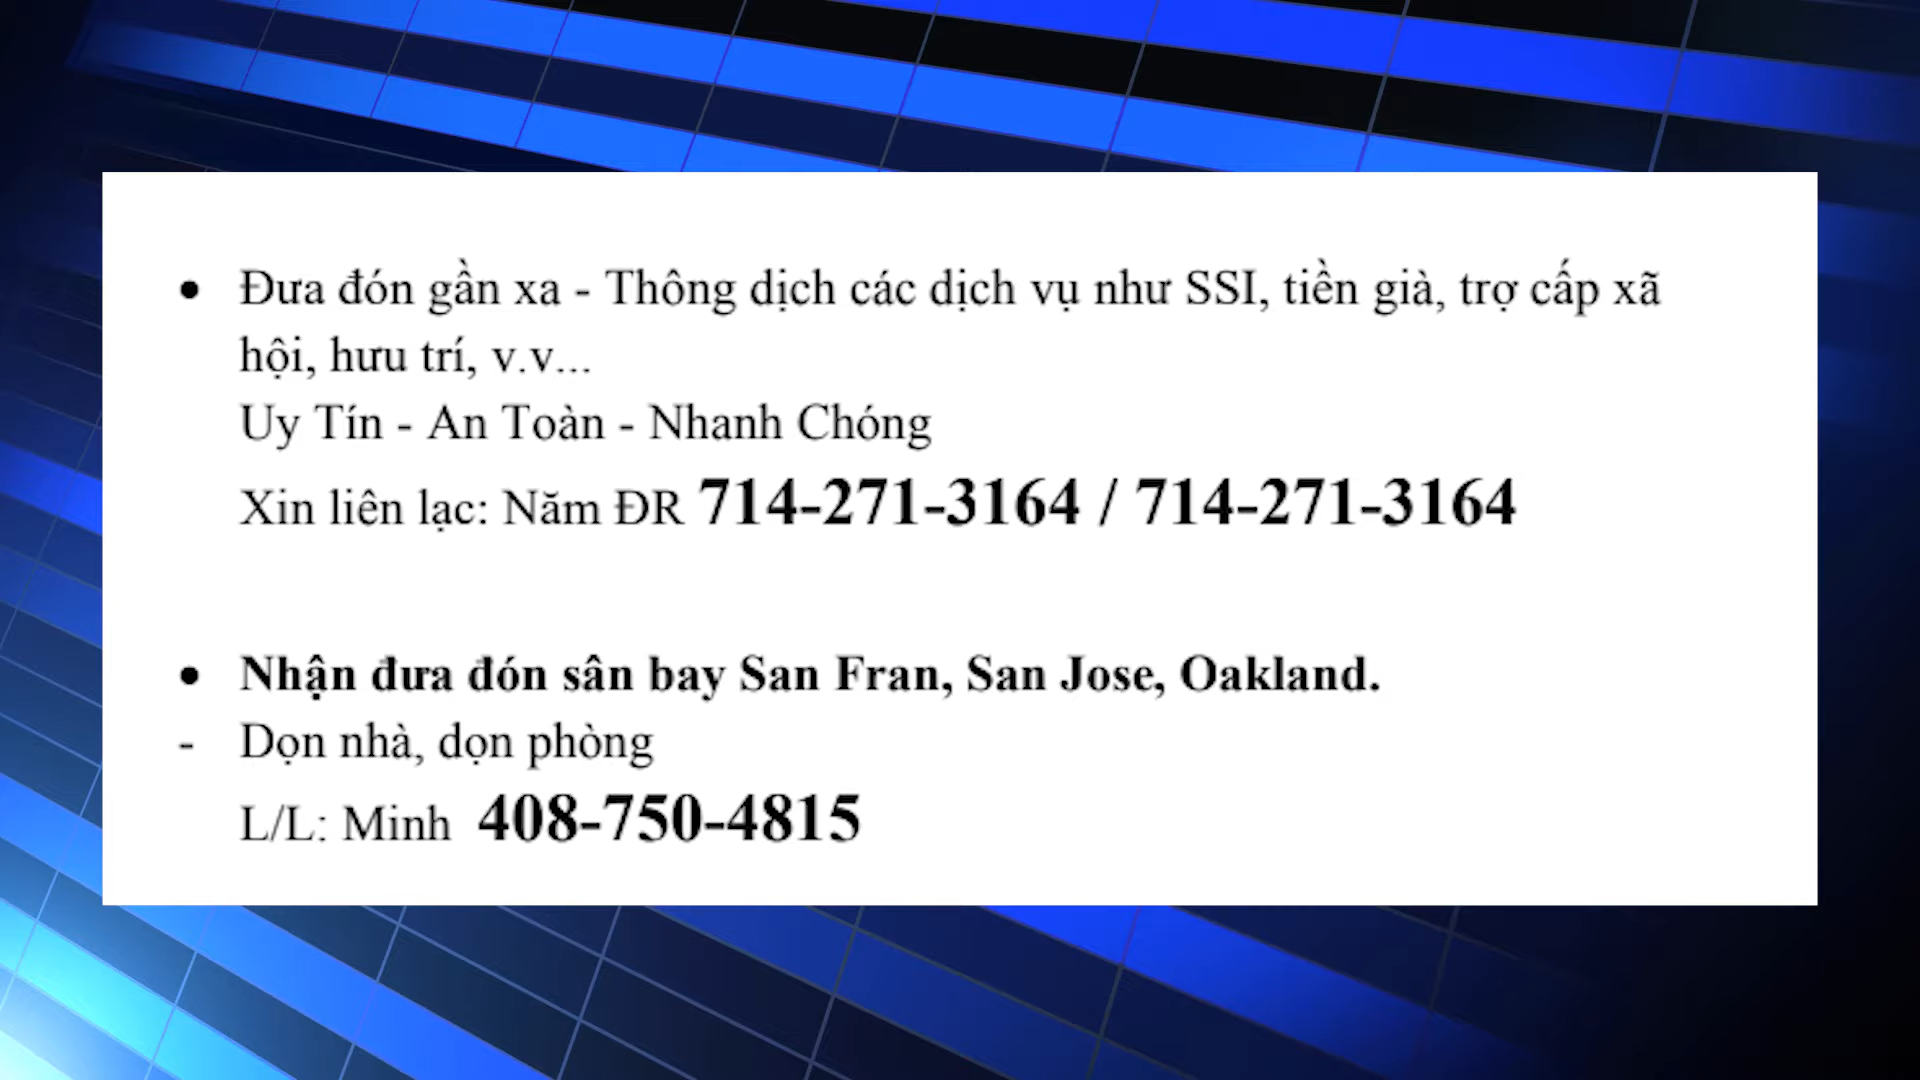 • Đưa đón gần xa - Thông dịch các dịch vụ như SSI, tiền già, trợ cấp xã
hội, hưu trí, v.v...
Uy Tín - An Toàn - Nhanh Chóng
Xin liên lạc: Năm ĐR 714-271-3164 / 714-271-3164
• Nhận đưa đón sân bay San Fran, San Jose, Oakland.
- Dọn nhà, dọn phòng
L/L: Minh 408-750-4815